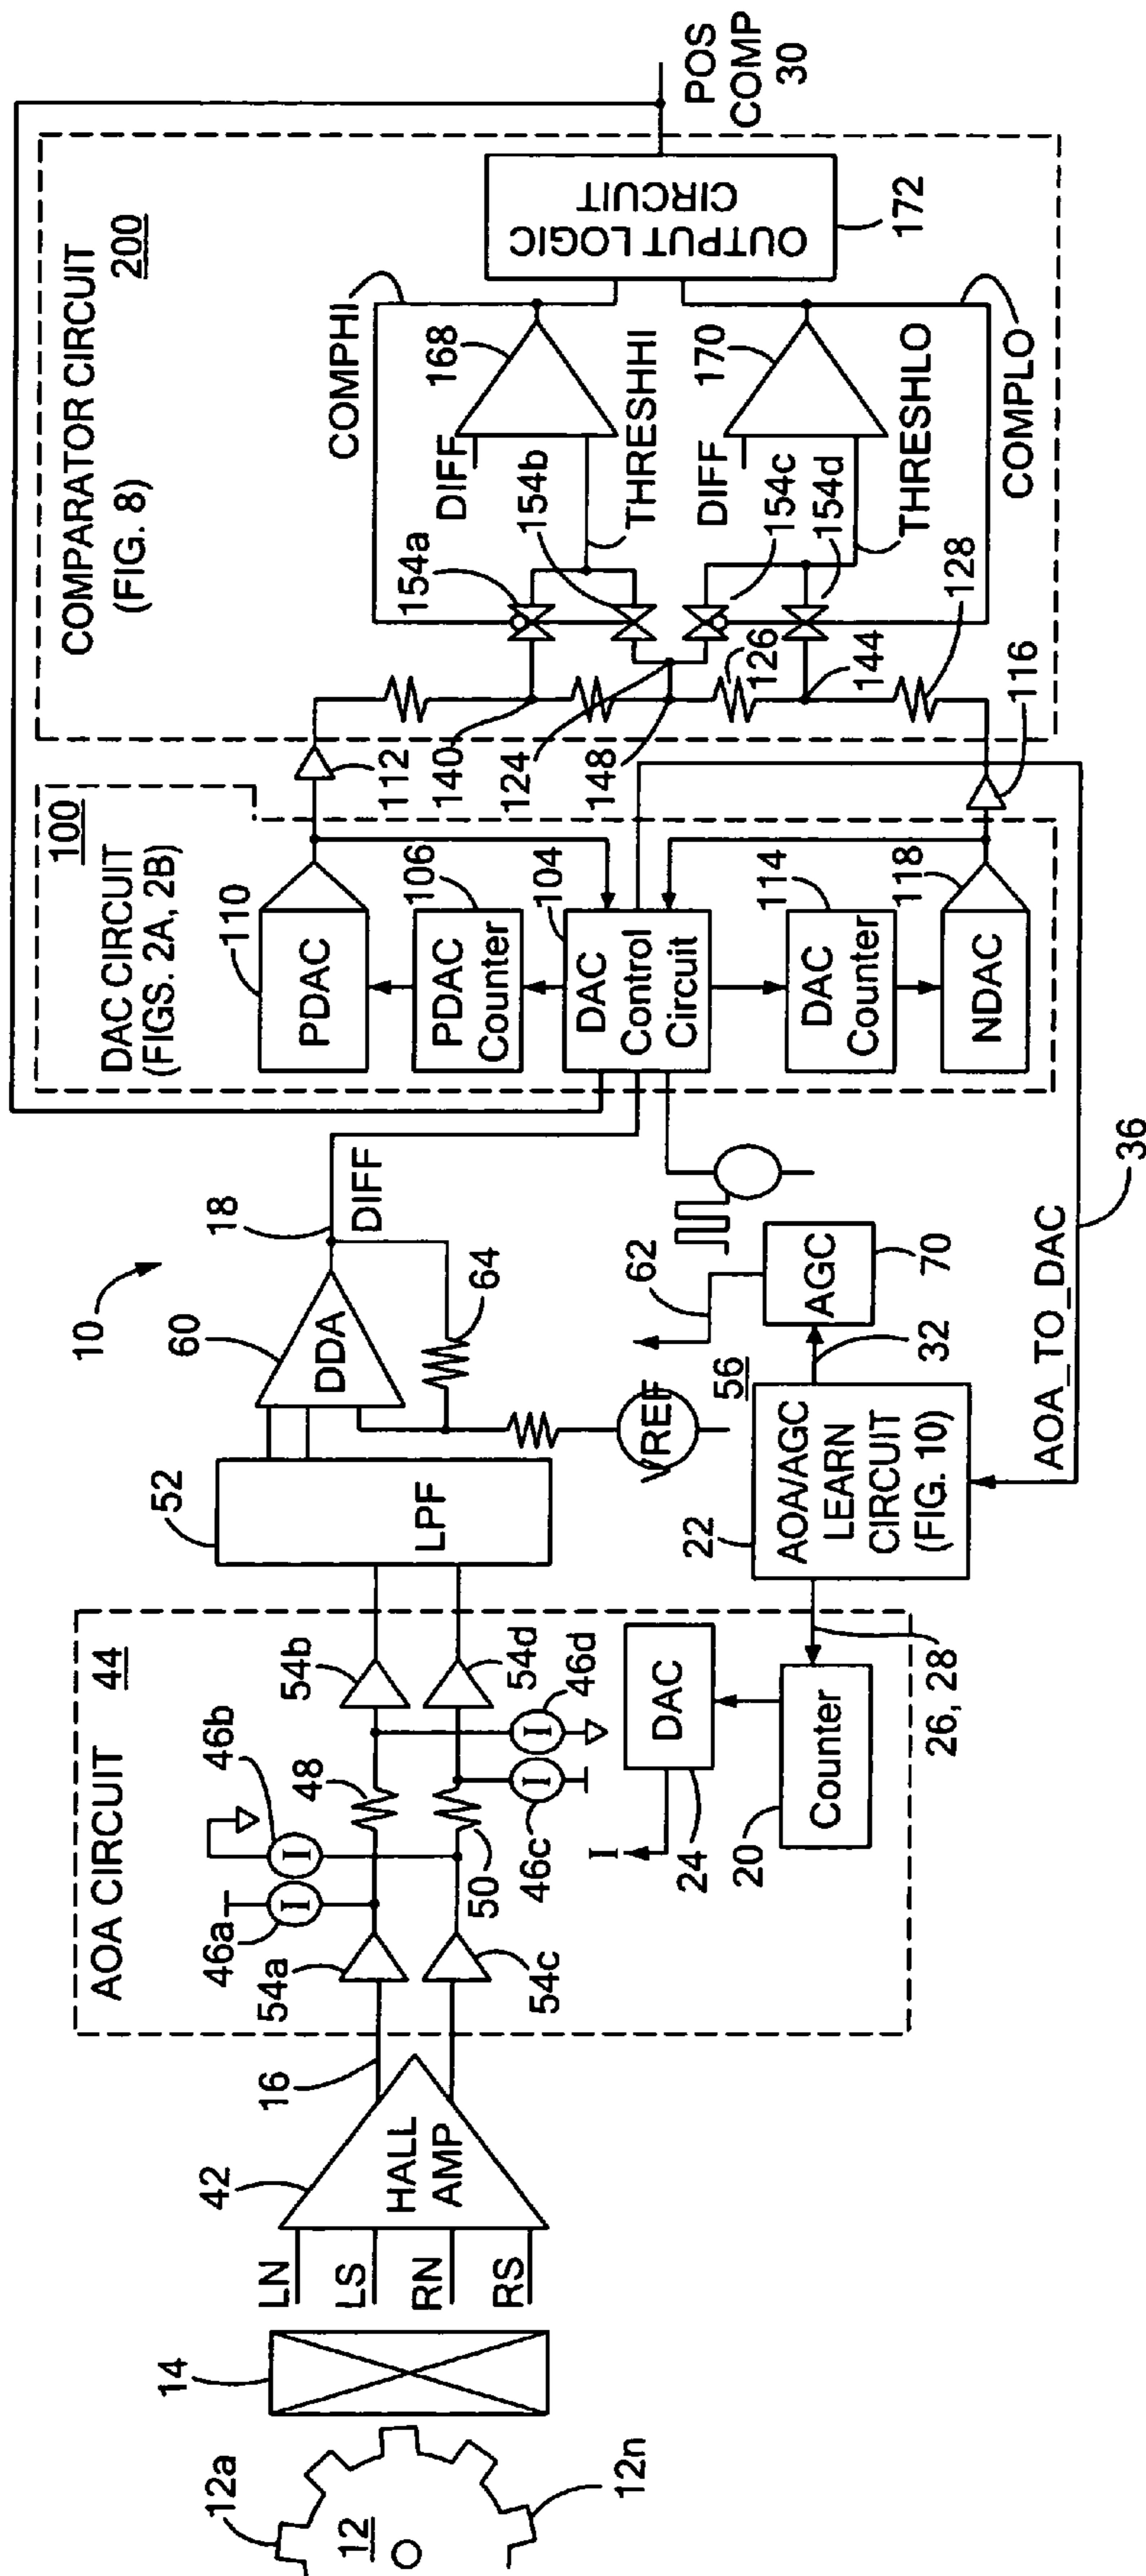 10
12a
12
12n
14
LN
LS
RN
RS
42
HALL
AMP
16
AOA CIRCUIT
44
46a
46b
54a
54c
48
50
54b
54d
46c
46d
I
I
I
I
I
DAC
24
Counter
20
26, 28
52
LPF
60
DDA
18
DIFF
64
VREF
22
56
AOA/AGC
LEARN
CIRCUIT
(FIG. 10)
32
AGC
70
62
AOA_TO_DAC
36
DAC CIRCUIT
(FIGS. 2A, 2B)
100
110
PDAC
106
PDAC
Counter
104
DAC
Control
Circuit
114
DAC
Counter
118
NDAC
112
140
124
148
116
COMPARATOR CIRCUIT
(FIG. 8)
200
154a
COMPHI
DIFF
168
154b
THRESHHI
126
DIFF
170
154c
154d
144
THRESHLO
128
COMPLO
OUTPUT LOGIC
CIRCUIT
172
POS
COMP
30